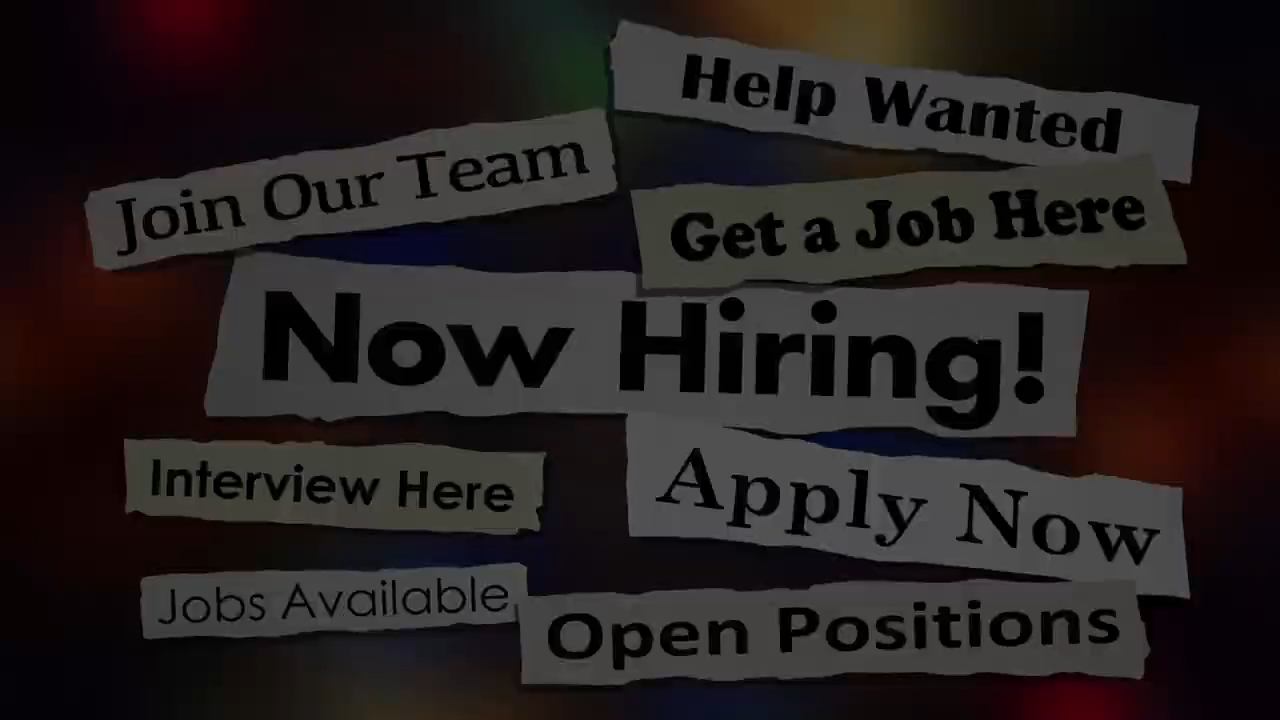 Help Wanted
Join Our Team
Get a Job Here
Now Hiring!
Interview Here
Apply Now
Jobs Available
Open Positions